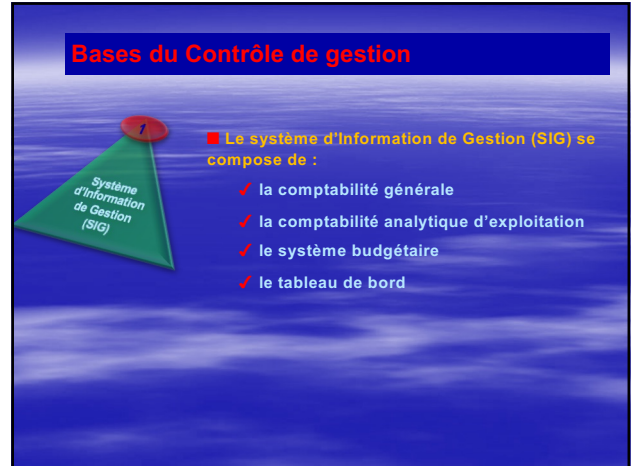 Bases du Contrôle de gestion
1
Système
d'Information
de Gestion
(SIG)
Le système d’Information de Gestion (SIG) se
compose de :
la comptabilité générale
la comptabilité analytique d’exploitation
le système budgétaire
le tableau de bord